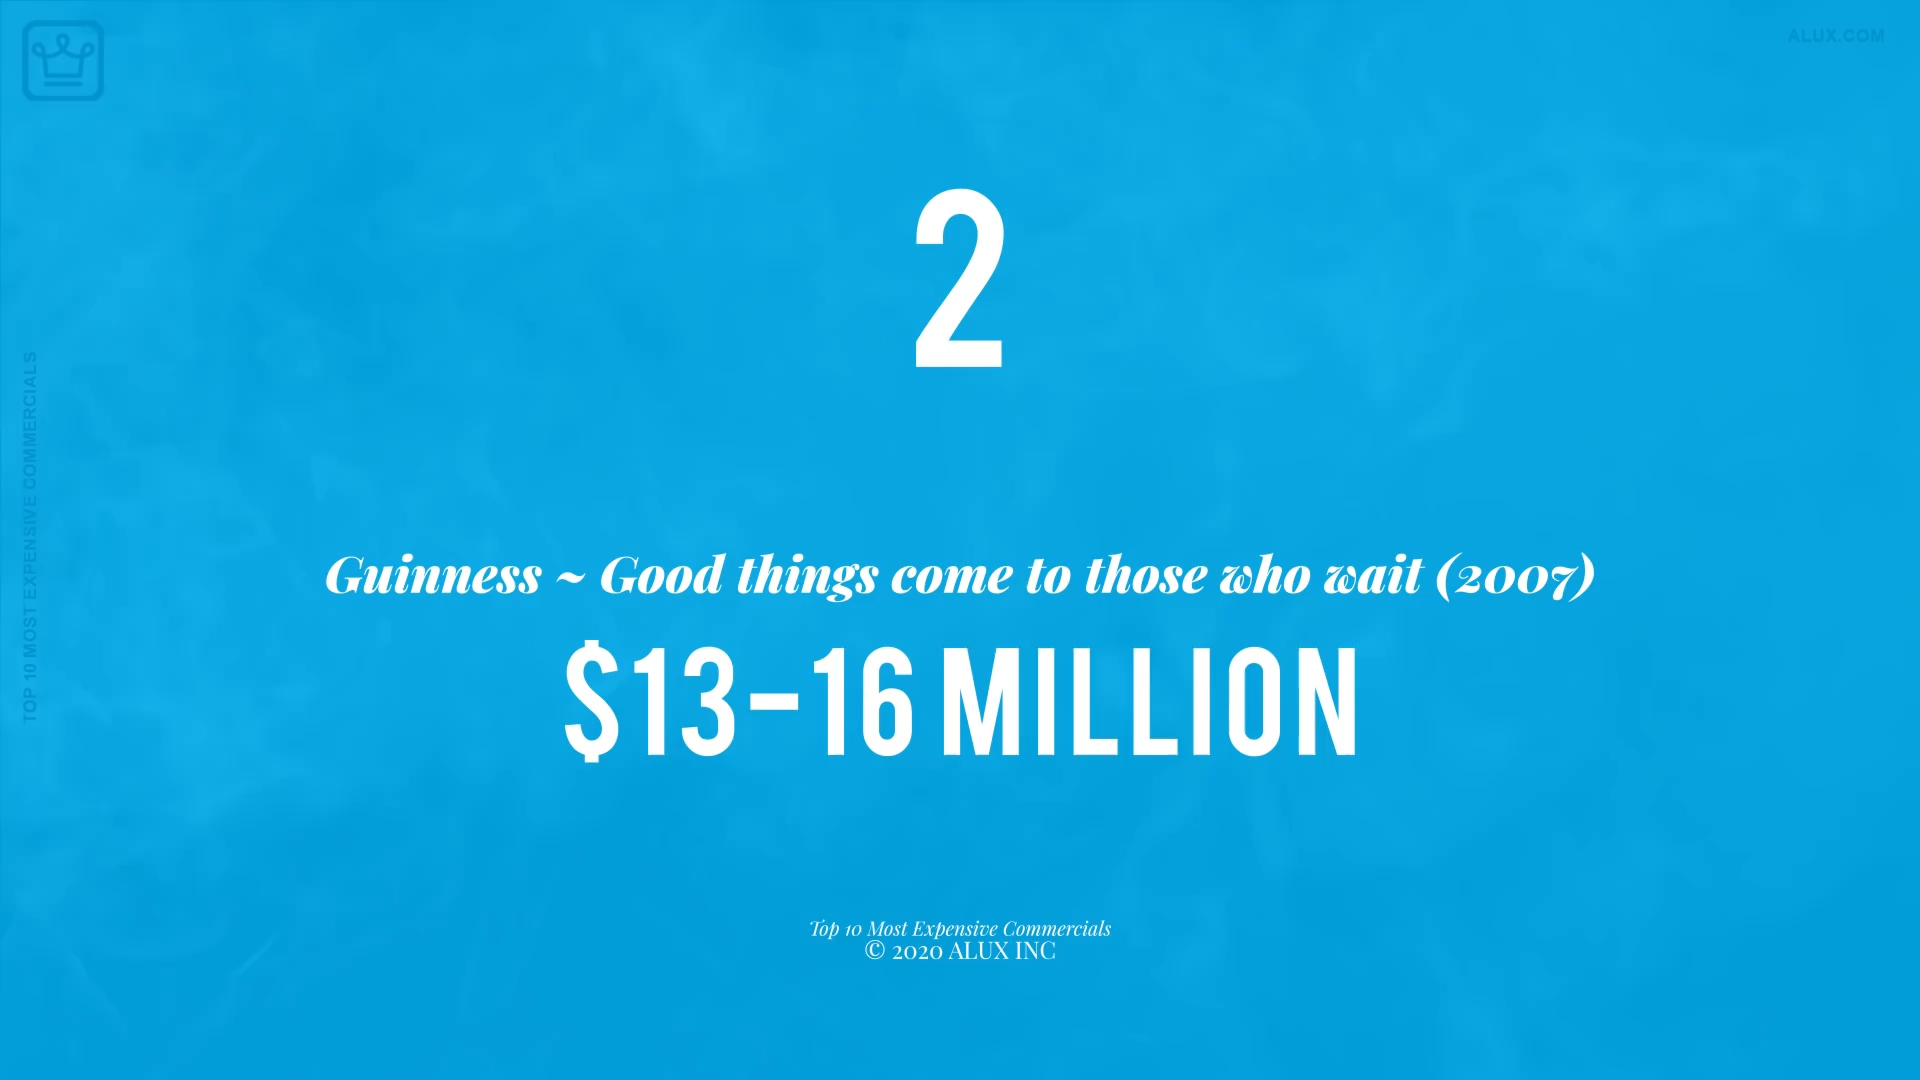 ALUX.COM
2
TOP 10 MOST EXPENSIVE COMMERCIALS
Guinness ~ Good things come to those who wait (2007)
$13-16 MILLION
Top 10 Most Expensive Commercials
© 2020 ALUX INC